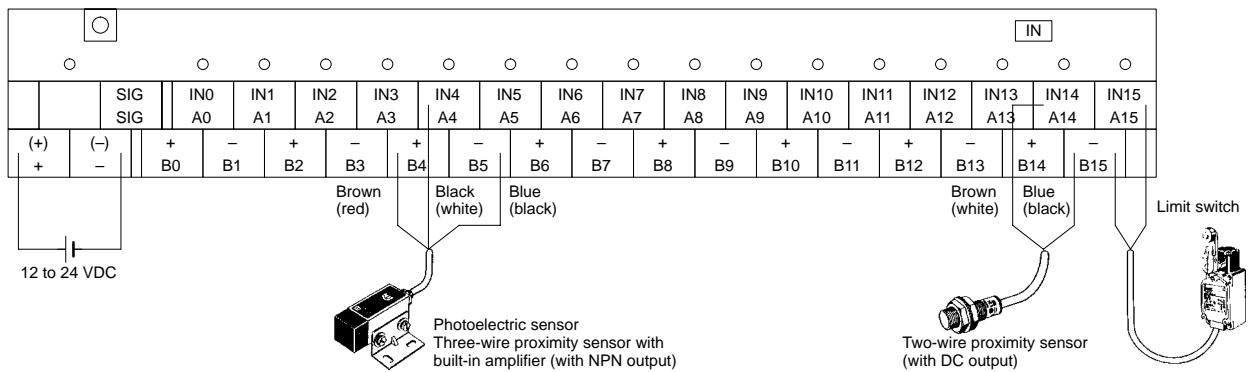 IN
SIG IN0 IN1 IN2 IN3 IN4 IN5 IN6 IN7 IN8 IN9 IN10 IN11 IN12 IN13 IN14 IN15
SIG A0 A1 A2 A3 A4 A5 A6 A7 A8 A9 A10 A11 A12 A13 A14 A15
(+) (–) + – + – + – + – + – + – + –
+ – B0 B1 B2 B3 B4 B5 B6 B7 B8 B9 B10 B11 B12 B13 B14 B15
Brown
(red)
Black
(white)
Blue
(black)
Brown
(white)
Blue
(black)
Limit switch
12 to 24 VDC
Photoelectric sensor
Three-wire proximity sensor with
built-in amplifier (with NPN output)
Two-wire proximity sensor
(with DC output)